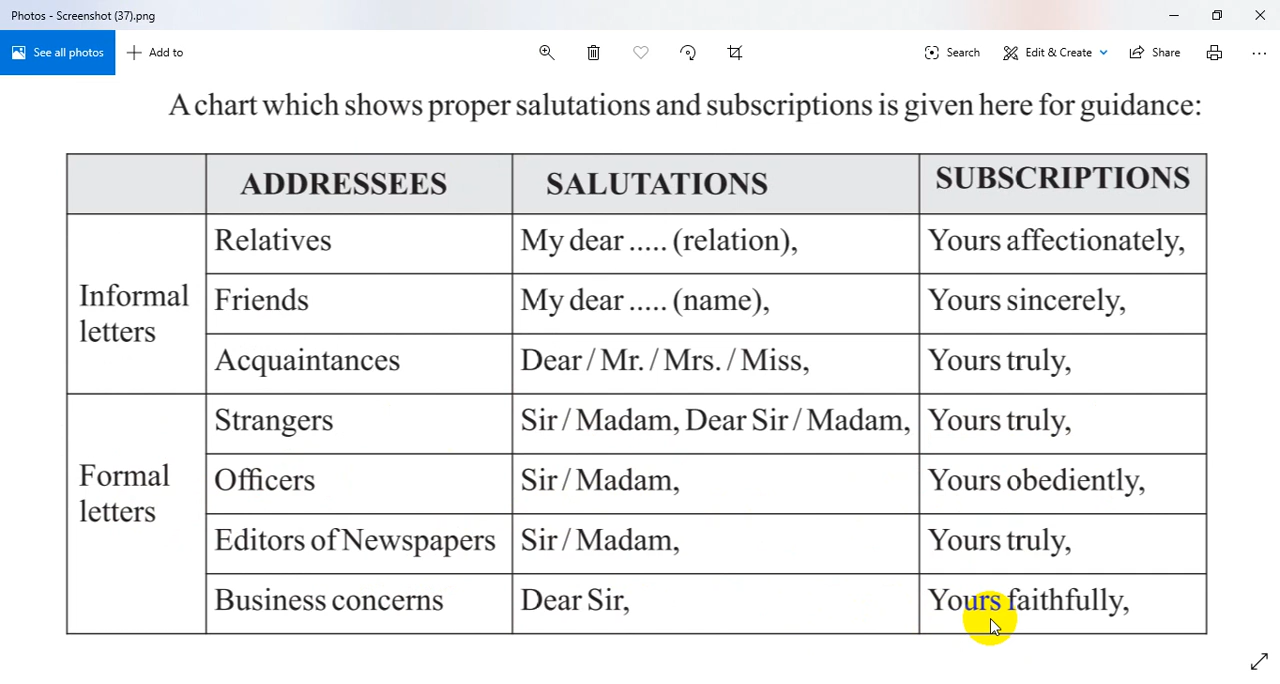 Photos - Screenshot (37).png
See all photos + Add to Search Edit & Create Share ...
A chart which shows proper salutations and subscriptions is given here for guidance:
ADDRESSEES SALUTATIONS SUBSCRIPTIONS
Informal letters
Relatives My dear ..... (relation), Yours affectionately,
Friends My dear ..... (name), Yours sincerely,
Acquaintances Dear / Mr. / Mrs. / Miss, Yours truly,
Formal letters
Strangers Sir / Madam, Dear Sir / Madam, Yours truly,
Officers Sir / Madam, Yours obediently,
Editors of Newspapers Sir / Madam, Yours truly,
Business concerns Dear Sir, Yours faithfully,